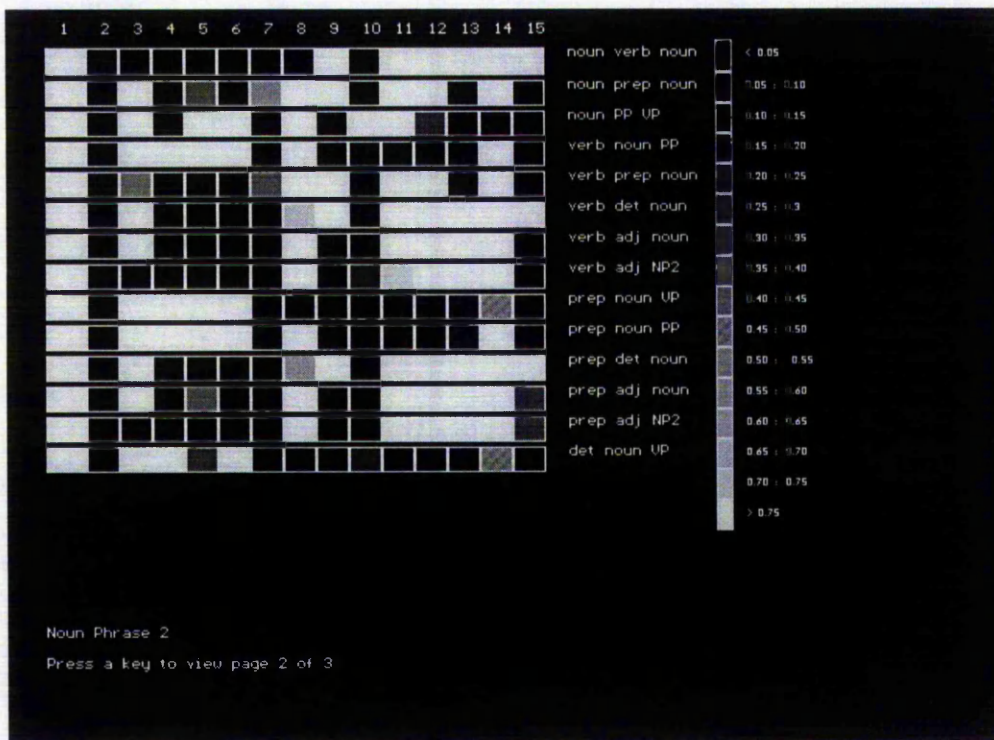 1 2 3 4 5 6 7 8 9 10 11 12 13 14 15
noun verb noun < 0.05
noun prep noun 0.05 : 0.10
noun PP VP 0.10 : 0.15
verb noun PP 0.15 : 0.20
verb prep noun 0.20 : 0.25
verb det noun 0.25 : 0.3
verb adj noun 0.30 : 0.35
verb adj NP2 0.35 : 0.40
prep noun VP 0.40 : 0.45
prep noun PP 0.45 : 0.50
prep det noun 0.50 : 0.55
prep adj noun 0.55 : 0.60
prep adj NP2 0.60 : 0.65
det noun VP 0.65 : 0.70
0.70 : 0.75
> 0.75
Noun Phrase 2
Press a key to view page 2 of 3